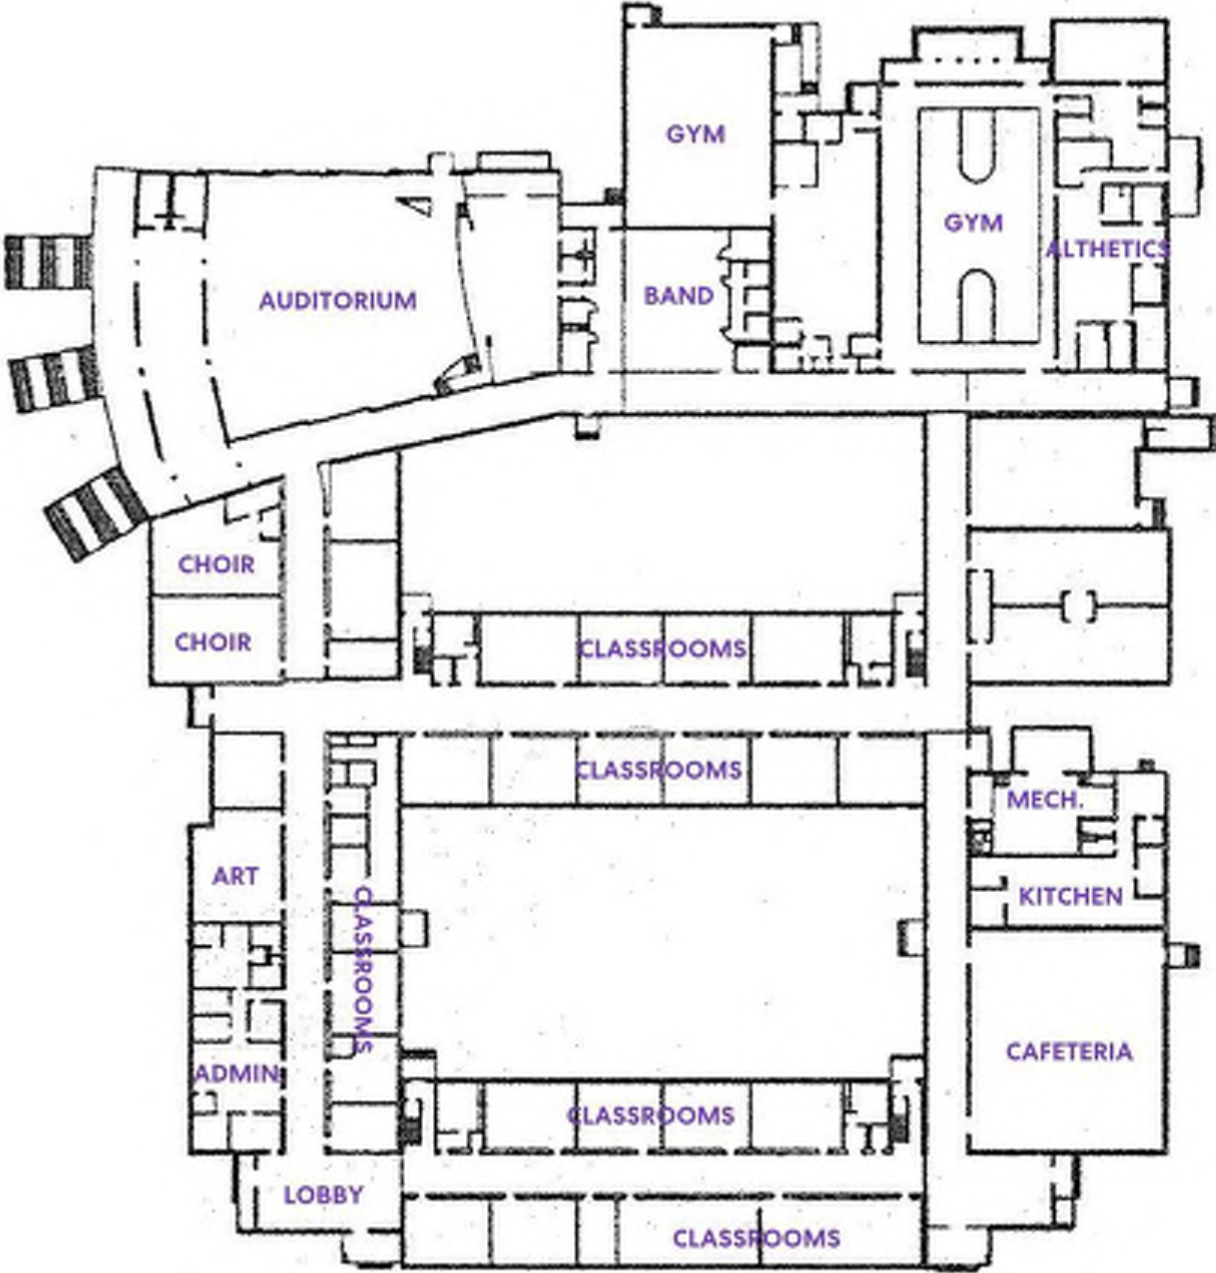 GYM
GYM
ALTHETICS
BAND
AUDITORIUM
CHOIR
CHOIR
CLASSROOMS
CLASSROOMS
MECH.
ART
KITCHEN
CLASSROOMS
CAFETERIA
ADMIN
CLASSROOMS
LOBBY
CLASSROOMS